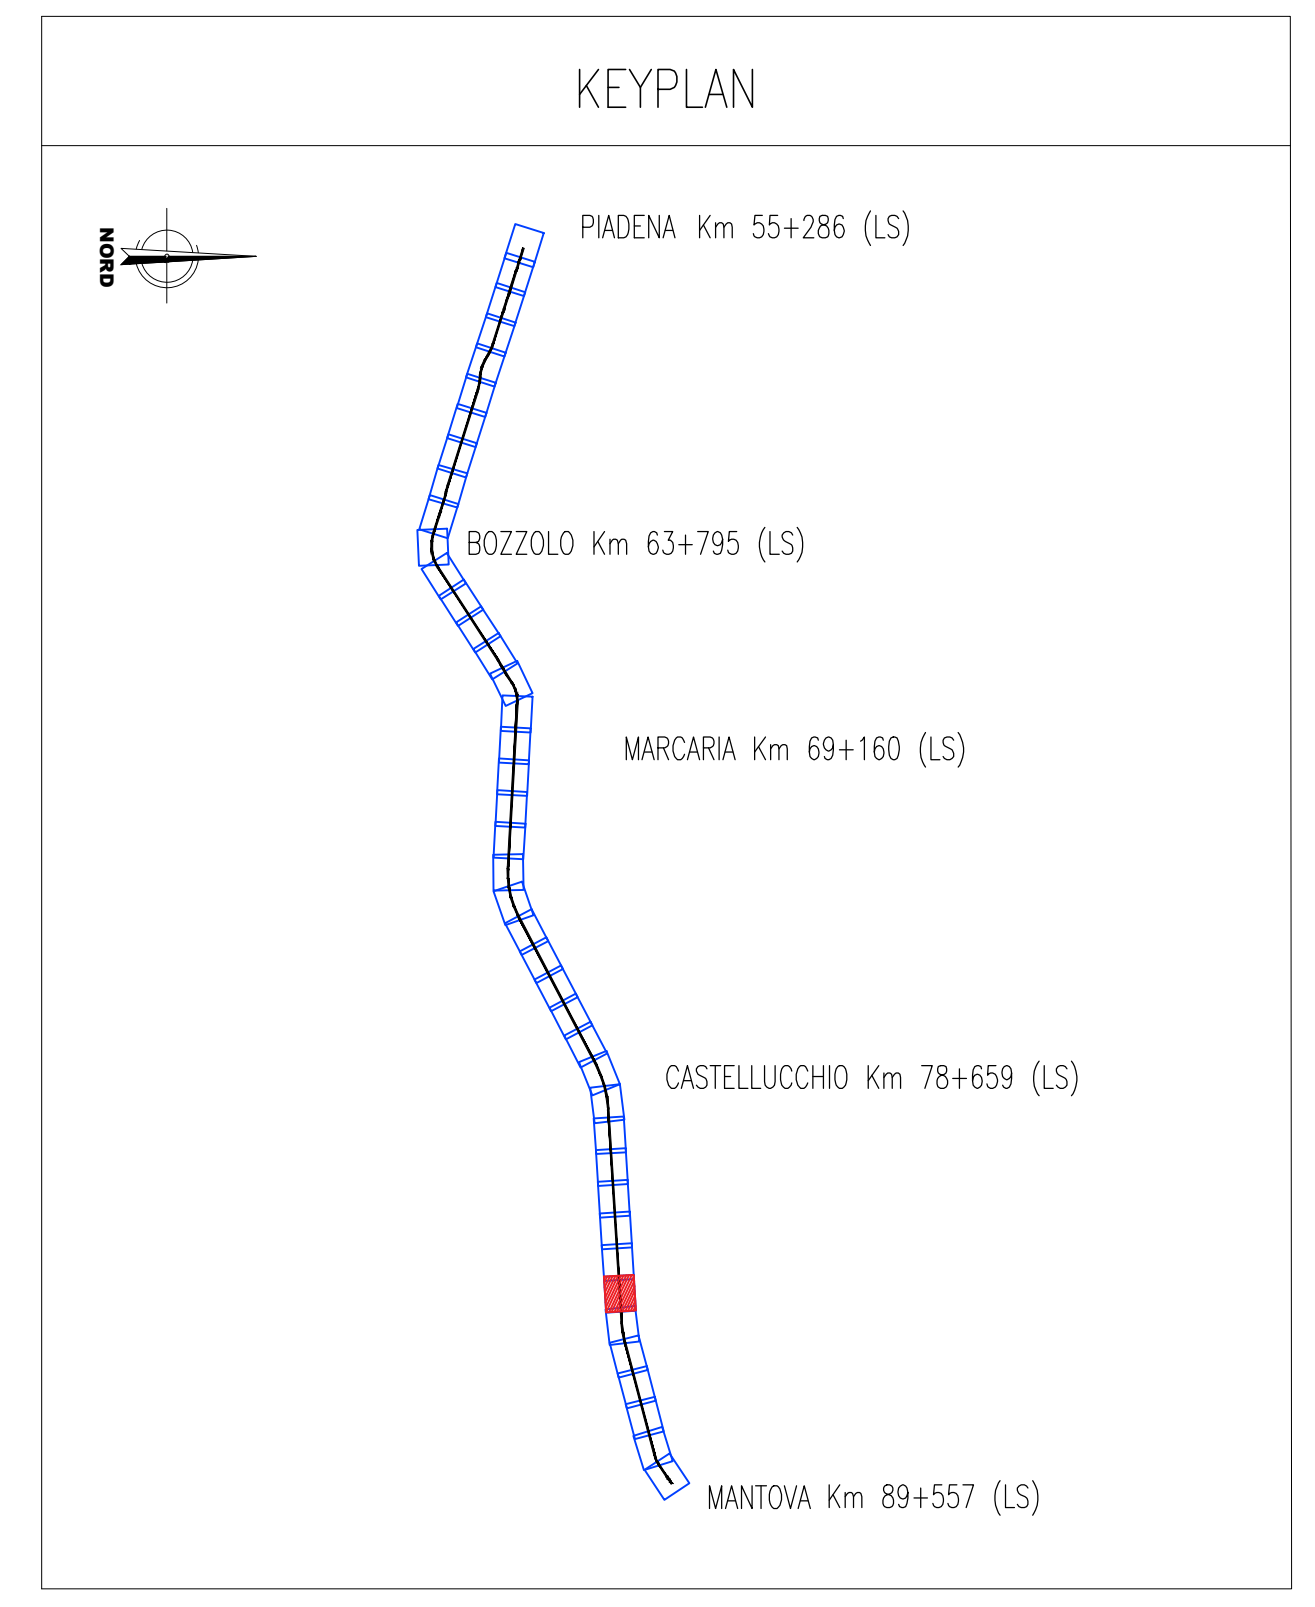 KEYPLAN
NORD
PIADENA Km 55+286 (LS)
BOZZOLO Km 63+795 (LS)
MARCARIA Km 69+160 (LS)
CASTELLUCCHIO Km 78+659 (LS)
MANTOVA Km 89+557 (LS)